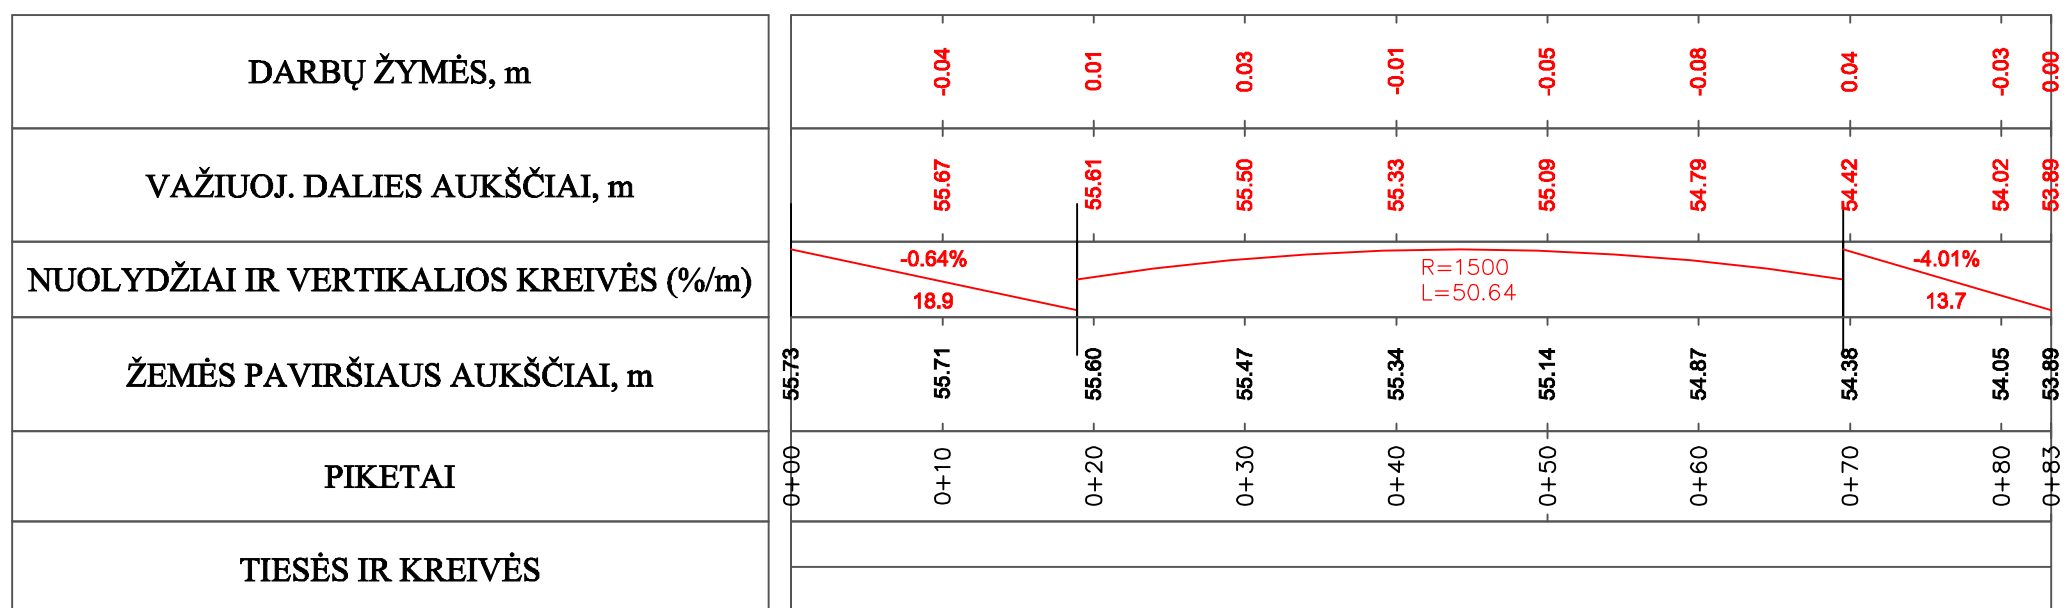 DARBŲ ŽYMĖS, m
-0.04 0.01 0.03 -0.01 -0.05 -0.08 0.04 -0.03 0.00
VAŽIUOJ. DALIES AUKŠČIAI, m
55.67 55.61 55.50 55.33 55.09 54.79 54.42 54.02 53.89
NUOLYDŽIAI IR VERTIKALIOS KREIVĖS (%/m)
-0.64%
18.9
R=1500
L=50.64
-4.01%
13.7
ŽEMĖS PAVIRŠIAUS AUKŠČIAI, m
55.73 55.71 55.60 55.47 55.34 55.14 54.87 54.38 54.05 53.89
PIKETAI
0+00 0+10 0+20 0+30 0+40 0+50 0+60 0+70 0+80 0+83
TIESĖS IR KREIVĖS